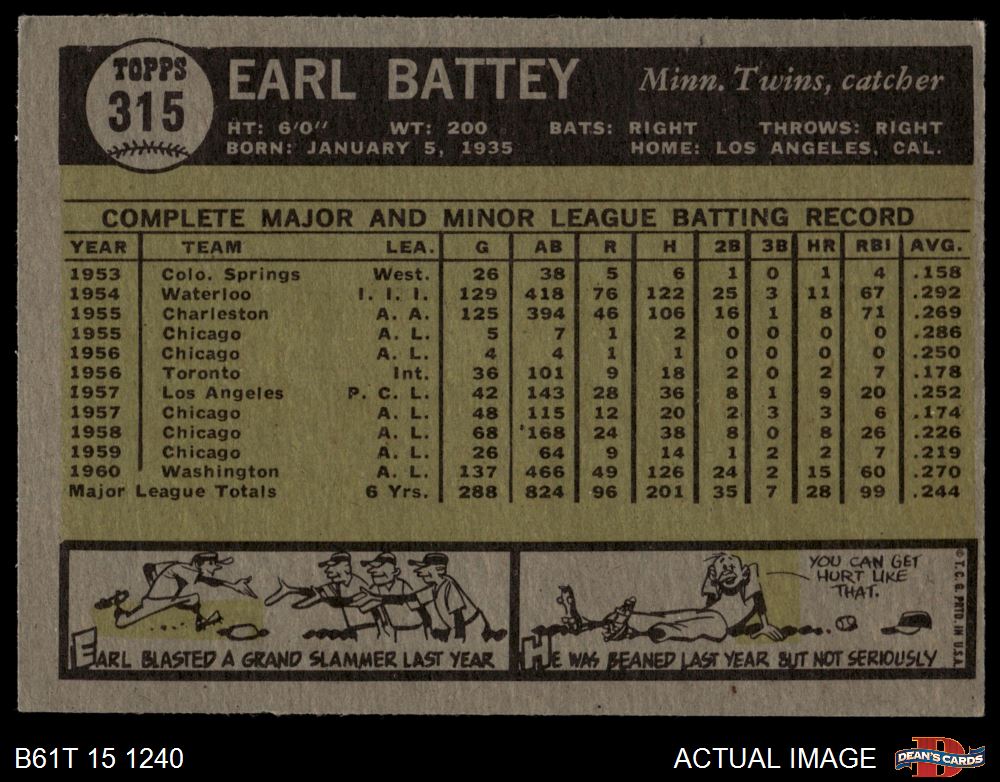 TOPPS
315
EARL BATTEY
Minn. Twins, catcher
HT: 6'0" WT: 200 BATS: RIGHT THROWS: RIGHT
BORN: JANUARY 5, 1935 HOME: LOS ANGELES, CAL.
COMPLETE MAJOR AND MINOR LEAGUE BATTING RECORD
YEAR TEAM LEA. G AB R H 2B 3B HR RBI AVG.
1953 Colo. Springs West. 26 38 5 6 1 0 1 4 .158
1954 Waterloo I. I. I. 129 418 76 122 25 3 11 67 .292
1955 Charleston A. A. 125 394 46 106 16 1 8 71 .269
1955 Chicago A. L. 5 7 1 2 0 0 0 0 .286
1956 Chicago A. L. 4 4 1 1 0 0 0 0 .250
1956 Toronto Int. 36 101 9 18 2 0 2 7 .178
1957 Los Angeles P. C. L. 42 143 28 36 8 1 9 20 .252
1957 Chicago A. L. 48 115 12 20 2 3 3 6 .174
1958 Chicago A. L. 68 168 24 38 8 0 8 26 .226
1959 Chicago A. L. 26 64 9 14 1 2 2 7 .219
1960 Washington A. L. 137 466 49 126 24 2 15 60 .270
Major League Totals 6 Yrs. 288 824 96 201 35 7 28 99 .244
YOU CAN GET
HURT LIKE
THAT.
EARL BLASTED A GRAND SLAMMER LAST YEAR
HE WAS BEANED LAST YEAR BUT NOT SERIOUSLY
© T.C.G. PRTD. IN U.S.A.
B61T 15 1240
ACTUAL IMAGE
D
DEAN'S CARDS